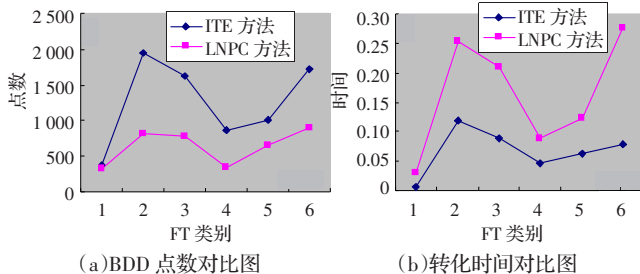 2 500
2 000
1 500
1 000
500
0
点数
ITE 方法
LNPC 方法
1 2 3 4 5 6
FT 类别
(a)BDD 点数对比图
0.30
0.25
0.20
0.15
0.10
0.05
0
时间
ITE 方法
LNPC 方法
1 2 3 4 5 6
FT 类别
(b)转化时间对比图